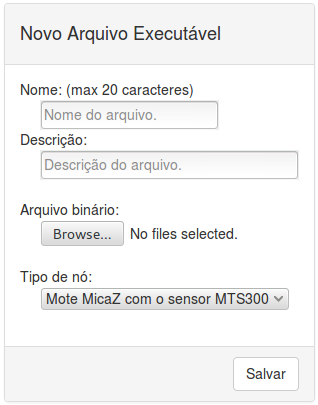 Novo Arquivo Executável
Nome: (max 20 caracteres)
Nome do arquivo.
Descrição:
Descrição do arquivo.
Arquivo binário:
Browse... No files selected.
Tipo de nó:
Mote MicaZ com o sensor MTS300
Salvar